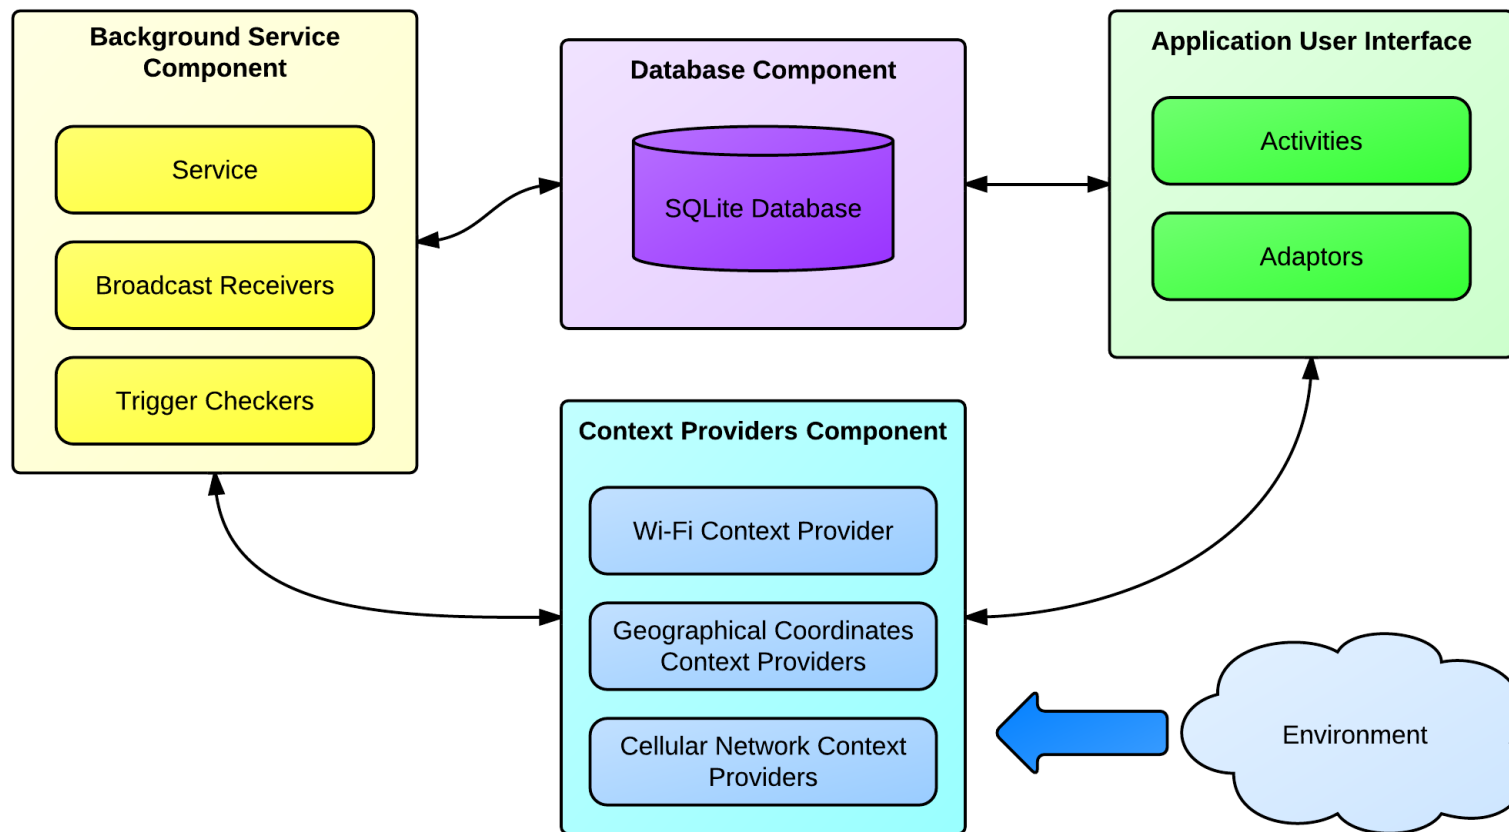 Background Service
Component
Service
Broadcast Receivers
Trigger Checkers
Database Component
SQLite Database
Application User Interface
Activities
Adaptors
Context Providers Component
Wi-Fi Context Provider
Geographical Coordinates
Context Providers
Cellular Network Context
Providers
Environment